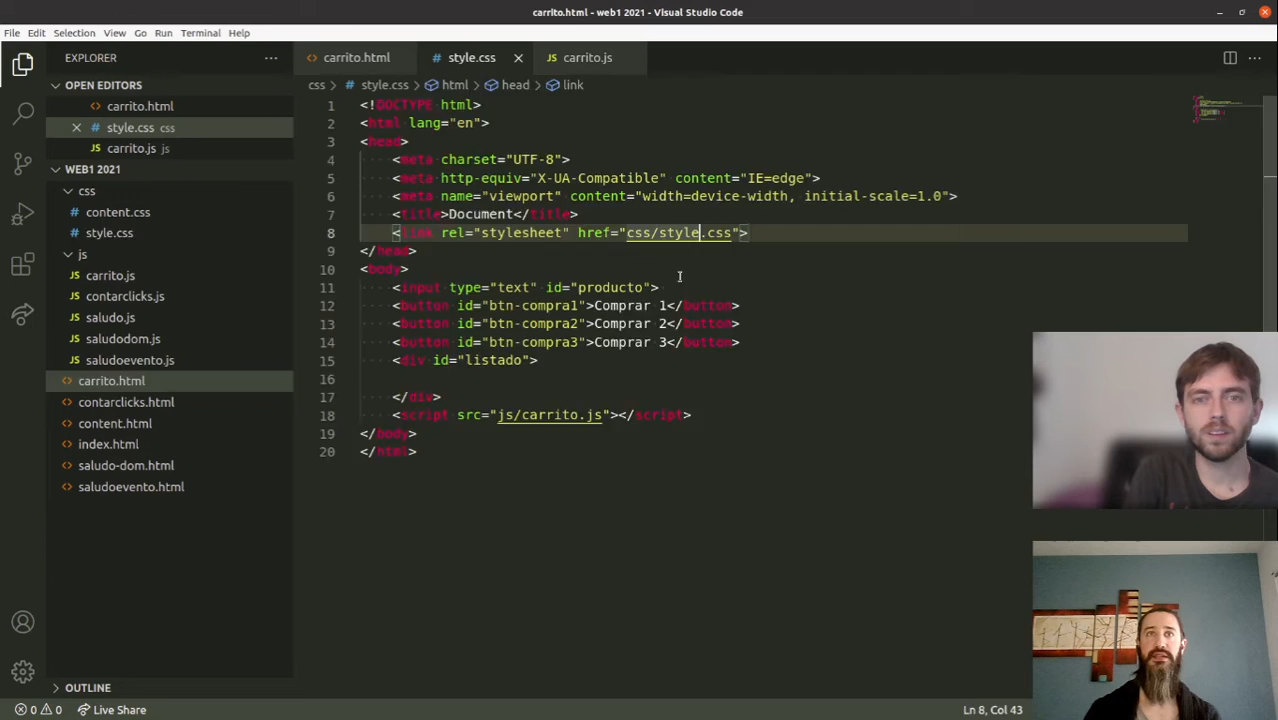 carrito.html - web1 2021 - Visual Studio Code
File Edit Selection View Go Run Terminal Help
EXPLORER
OPEN EDITORS
carrito.html
style.css css
carrito.js js
WEB1 2021
css
content.css
style.css
js
carrito.js
contarclicks.js
saludo.js
saludodom.js
saludoevento.js
carrito.html
contarclicks.html
content.html
index.html
saludo-dom.html
saludoevento.html
OUTLINE
carrito.html style.css carrito.js
css > style.css > html > head > link
1 <!DOCTYPE html>
2 <html lang="en">
3 <head>
4 <meta charset="UTF-8">
5 <meta http-equiv="X-UA-Compatible" content="IE=edge">
6 <meta name="viewport" content="width=device-width, initial-scale=1.0">
7 <title>Document</title>
8 <link rel="stylesheet" href="css/style.css">
9 </head>
10 <body>
11 <input type="text" id="producto">
12 <button id="btn-compra1">Comprar 1</button>
13 <button id="btn-compra2">Comprar 2</button>
14 <button id="btn-compra3">Comprar 3</button>
15 <div id="listado">
16
17 </div>
18 <script src="js/carrito.js"></script>
19 </body>
20 </html>
0 0 Live Share Ln 8, Col 43